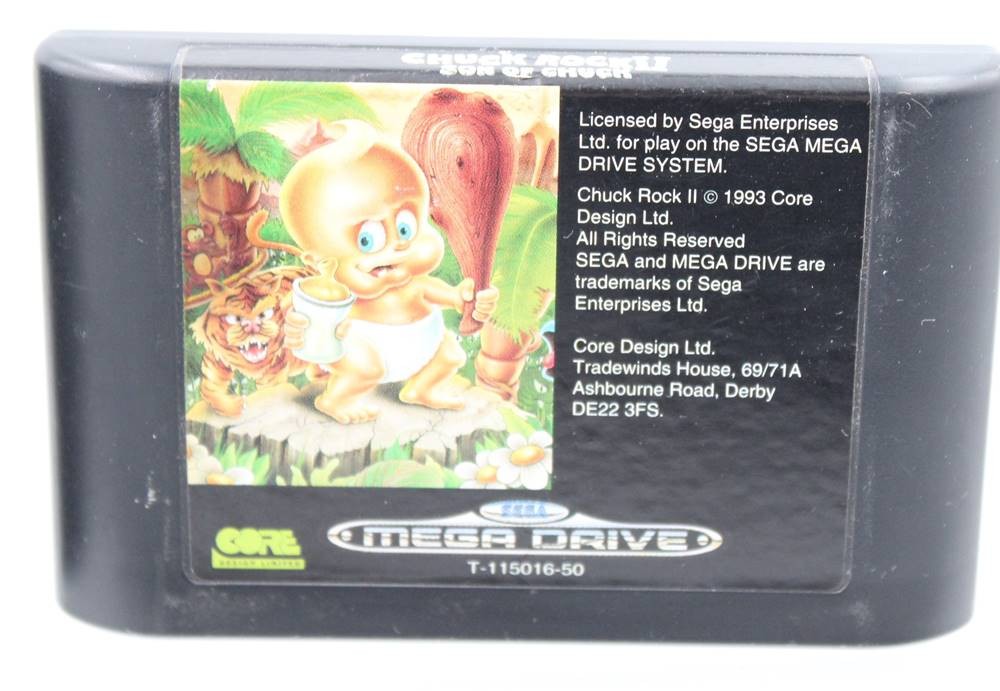 CHUCK ROCK II
SON OF CHUCK
Licensed by Sega Enterprises
Ltd. for play on the SEGA MEGA
DRIVE SYSTEM.
Chuck Rock II © 1993 Core
Design Ltd.
All Rights Reserved
SEGA and MEGA DRIVE are
trademarks of Sega
Enterprises Ltd.
Core Design Ltd.
Tradewinds House, 69/71A
Ashbourne Road, Derby
DE22 3FS.
CORE
DESIGN LIMITED
SEGA
MEGA DRIVE
T-115016-50